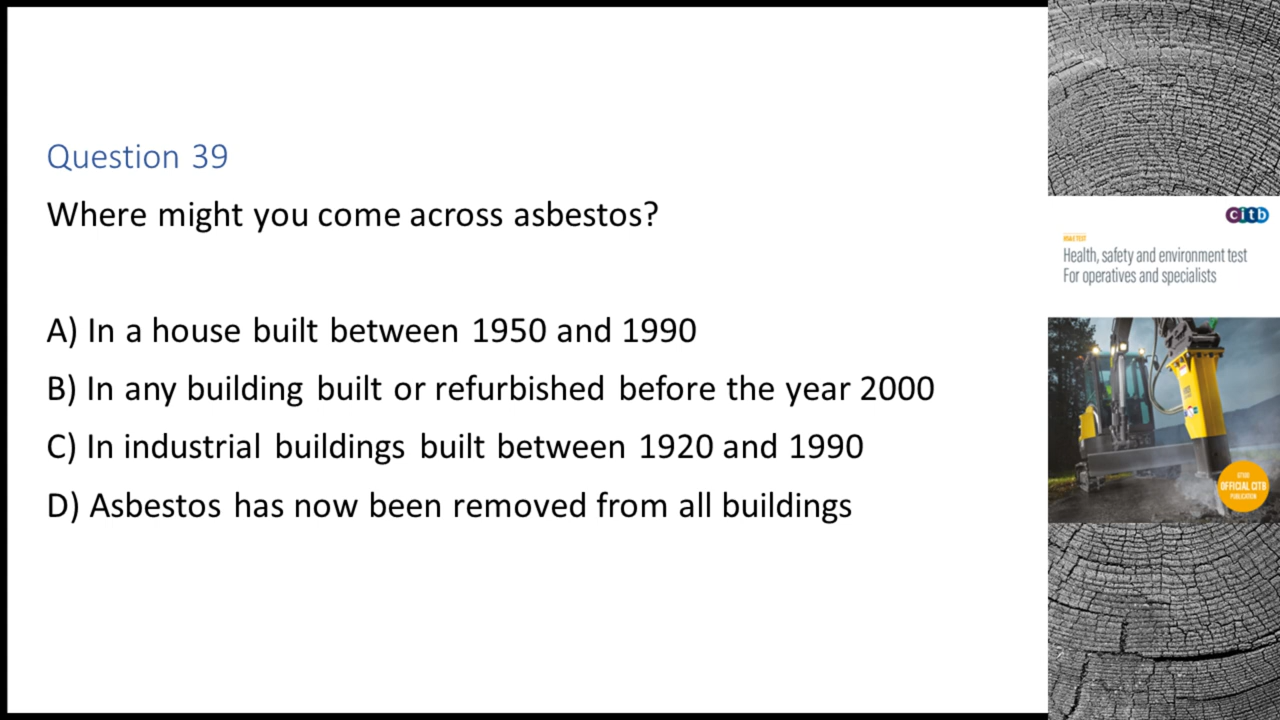 Question 39
Where might you come across asbestos?
A) In a house built between 1950 and 1990
B) In any building built or refurbished before the year 2000
C) In industrial buildings built between 1920 and 1990
D) Asbestos has now been removed from all buildings
citb
Health, safety and environment test
For operatives and specialists
OFFICIAL CITB
PUBLICATION